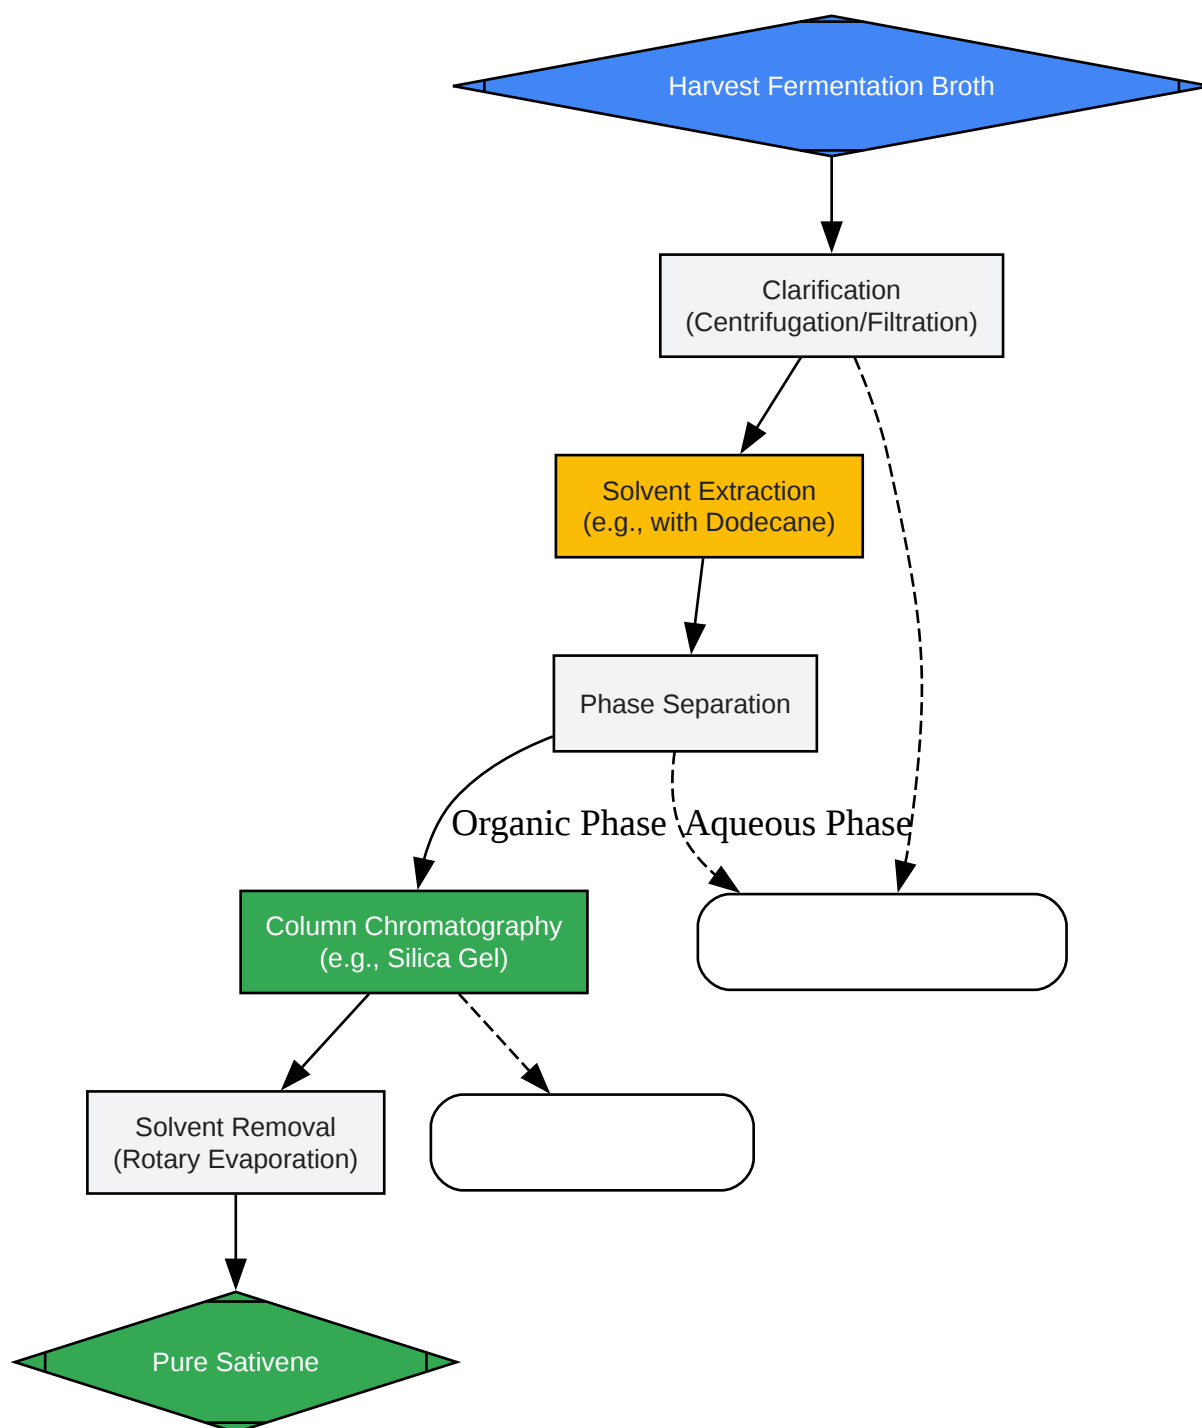 Harvest Fermentation Broth
Clarification
(Centrifugation/Filtration)
Solvent Extraction
(e.g., with Dodecane)
Phase Separation
Organic Phase
Aqueous Phase
Column Chromatography
(e.g., Silica Gel)
Solvent Removal
(Rotary Evaporation)
Pure Sativene